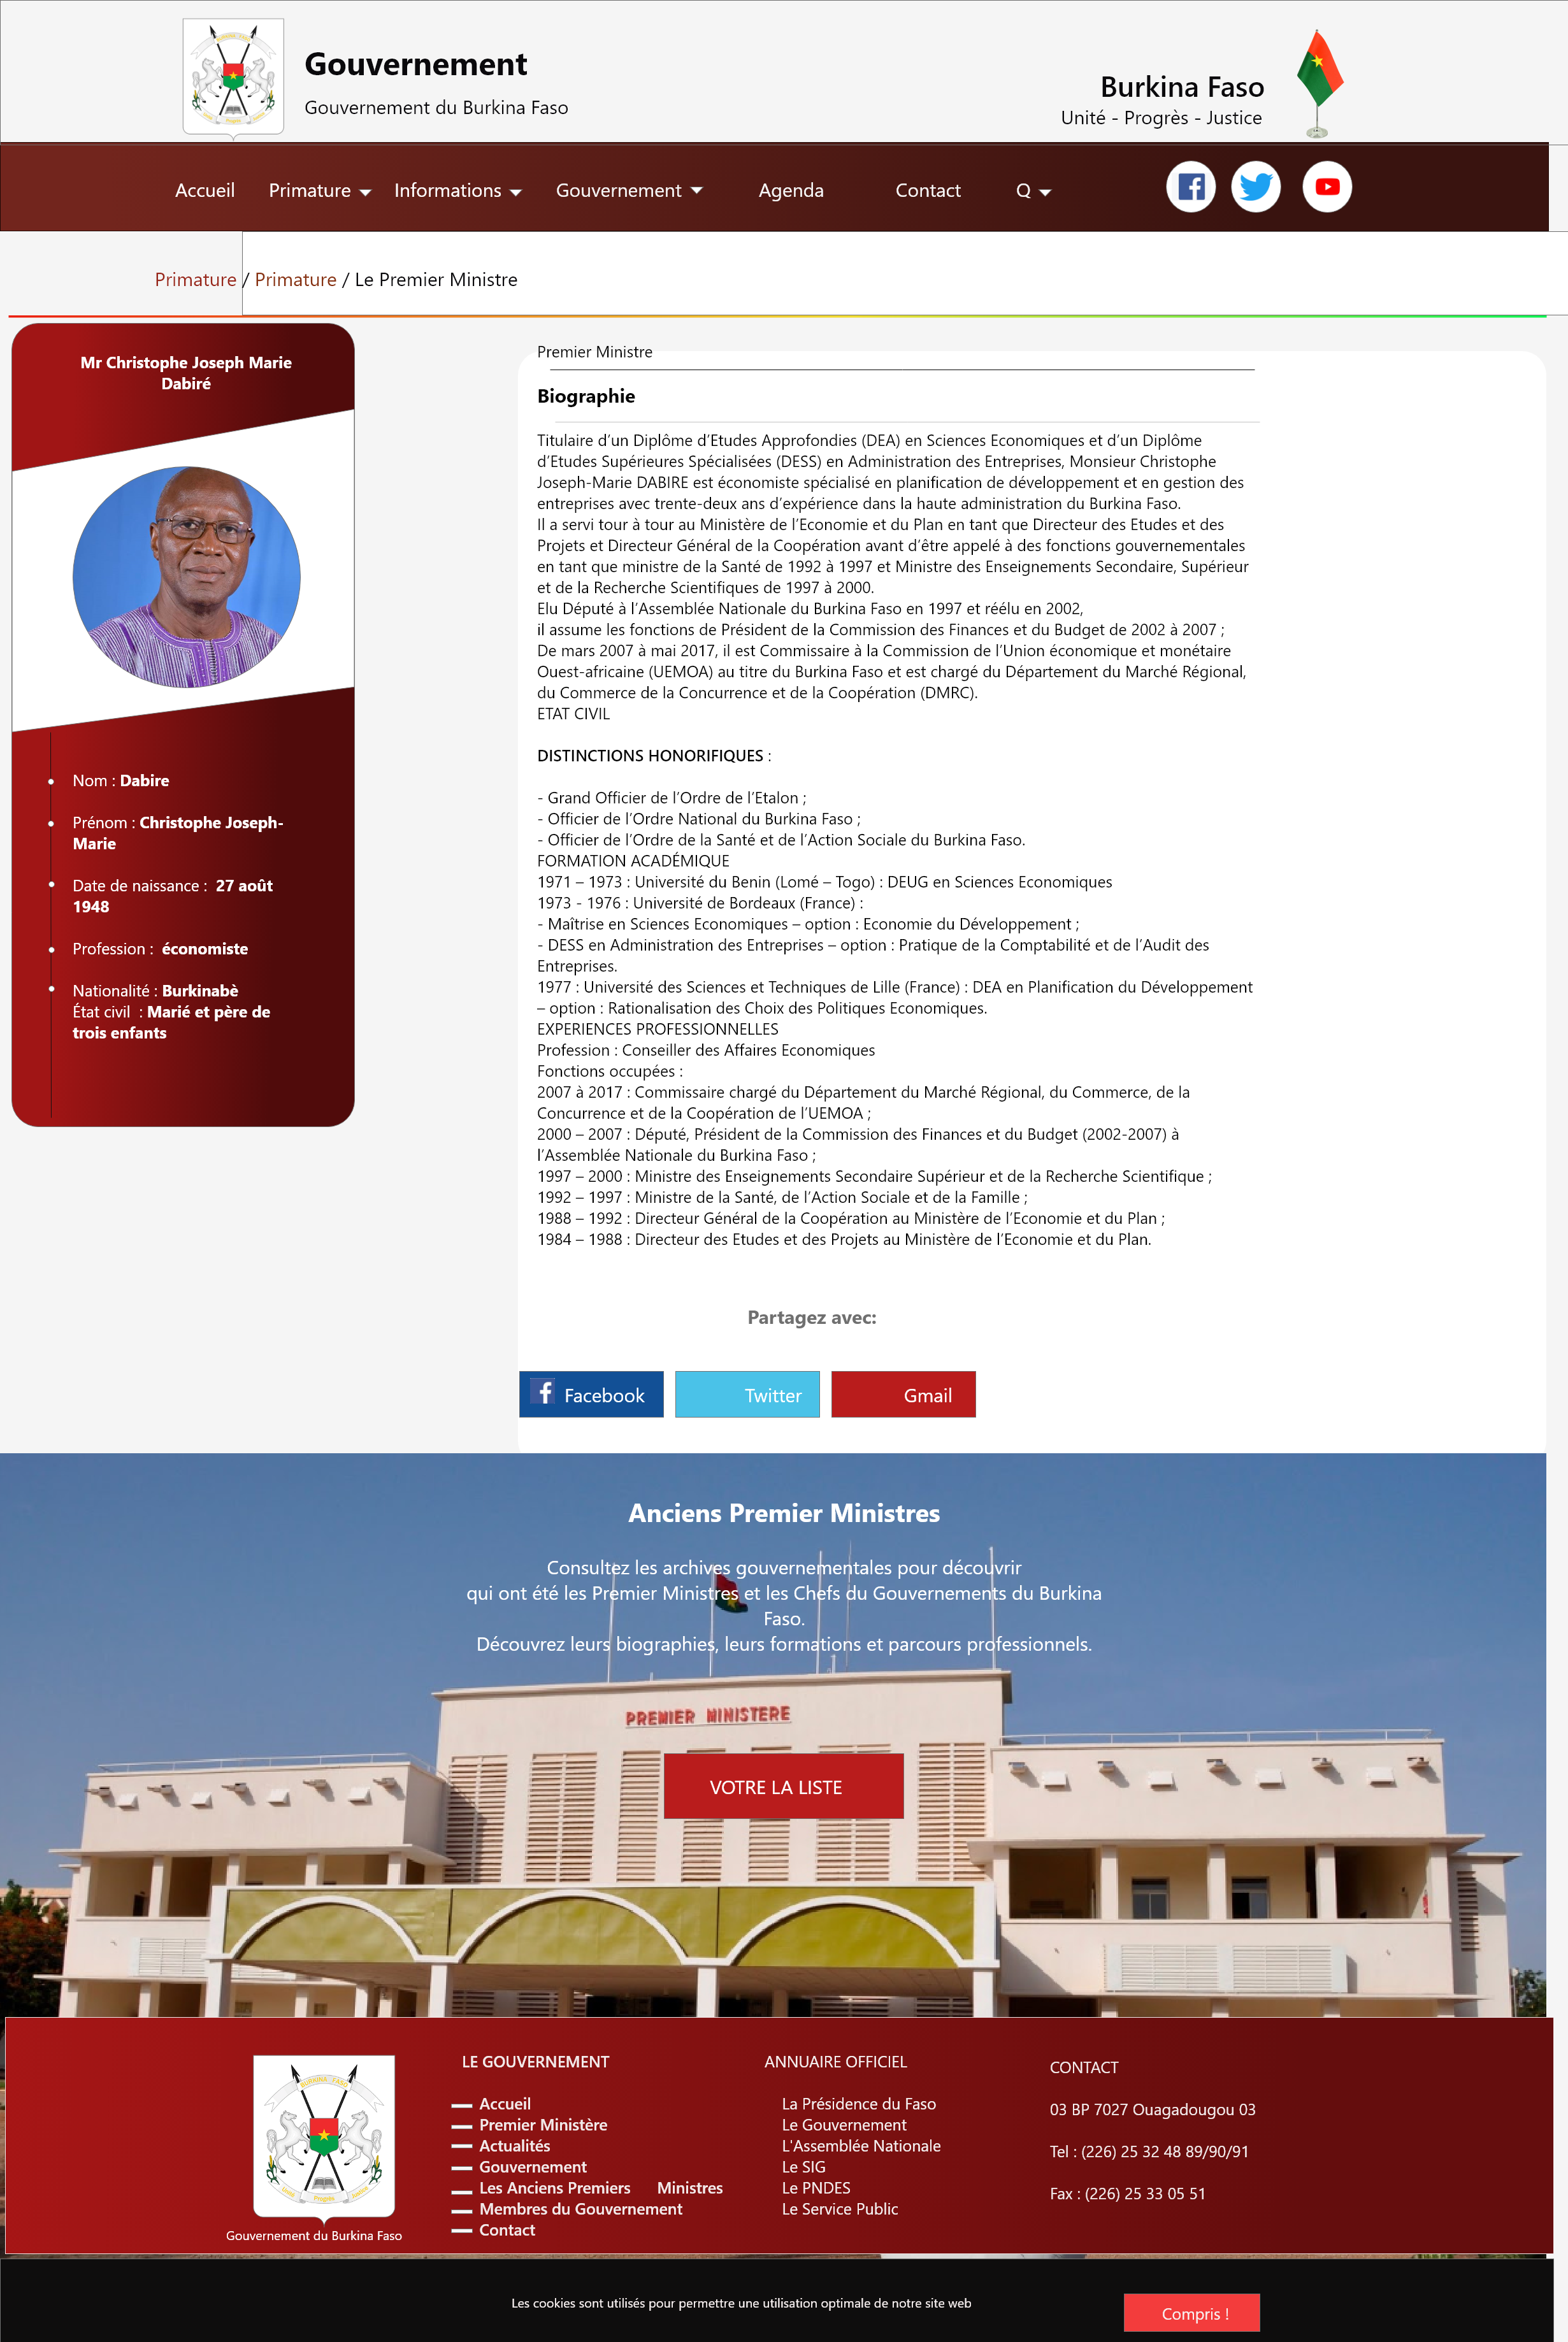 Gouvernement
Gouvernement du Burkina Faso
Burkina Faso
Unité - Progrès - Justice
Accueil Primature Informations Gouvernement Agenda Contact Q
Primature / Primature / Le Premier Ministre
Mr Christophe Joseph Marie
Dabiré
Nom : Dabire
Prénom : Christophe Joseph-
Marie
Date de naissance : 27 août
1948
Profession : économiste
Nationalité : Burkinabè
État civil : Marié et père de
trois enfants
Premier Ministre
Biographie
Titulaire d’un Diplôme d’Etudes Approfondies (DEA) en Sciences Economiques et d’un Diplôme
d’Etudes Supérieures Spécialisées (DESS) en Administration des Entreprises, Monsieur Christophe
Joseph-Marie DABIRE est économiste spécialisé en planification de développement et en gestion des
entreprises avec trente-deux ans d’expérience dans la haute administration du Burkina Faso.
Il a servi tour à tour au Ministère de l’Economie et du Plan en tant que Directeur des Etudes et des
Projets et Directeur Général de la Coopération avant d’être appelé à des fonctions gouvernementales
en tant que ministre de la Santé de 1992 à 1997 et Ministre des Enseignements Secondaire, Supérieur
et de la Recherche Scientifiques de 1997 à 2000.
Elu Député à l’Assemblée Nationale du Burkina Faso en 1997 et réélu en 2002,
il assume les fonctions de Président de la Commission des Finances et du Budget de 2002 à 2007 ;
De mars 2007 à mai 2017, il est Commissaire à la Commission de l’Union économique et monétaire
Ouest-africaine (UEMOA) au titre du Burkina Faso et est chargé du Département du Marché Régional,
du Commerce de la Concurrence et de la Coopération (DMRC).
ETAT CIVIL
DISTINCTIONS HONORIFIQUES :
- Grand Officier de l’Ordre de l’Etalon ;
- Officier de l’Ordre National du Burkina Faso ;
- Officier de l’Ordre de la Santé et de l’Action Sociale du Burkina Faso.
FORMATION ACADÉMIQUE
1971 – 1973 : Université du Benin (Lomé – Togo) : DEUG en Sciences Economiques
1973 - 1976 : Université de Bordeaux (France) :
- Maîtrise en Sciences Economiques – option : Economie du Développement ;
- DESS en Administration des Entreprises – option : Pratique de la Comptabilité et de l’Audit des
Entreprises.
1977 : Université des Sciences et Techniques de Lille (France) : DEA en Planification du Développement
– option : Rationalisation des Choix des Politiques Economiques.
EXPERIENCES PROFESSIONNELLES
Profession : Conseiller des Affaires Economiques
Fonctions occupées :
2007 à 2017 : Commissaire chargé du Département du Marché Régional, du Commerce, de la
Concurrence et de la Coopération de l’UEMOA ;
2000 – 2007 : Député, Président de la Commission des Finances et du Budget (2002-2007) à
l’Assemblée Nationale du Burkina Faso ;
1997 – 2000 : Ministre des Enseignements Secondaire Supérieur et de la Recherche Scientifique ;
1992 – 1997 : Ministre de la Santé, de l’Action Sociale et de la Famille ;
1988 – 1992 : Directeur Général de la Coopération au Ministère de l’Economie et du Plan ;
1984 – 1988 : Directeur des Etudes et des Projets au Ministère de l’Economie et du Plan.
Partagez avec:
Facebook Twitter Gmail
Anciens Premier Ministres
Consultez les archives gouvernementales pour découvrir
qui ont été les Premier Ministres et les Chefs du Gouvernements du Burkina
Faso.
Découvrez leurs biographies, leurs formations et parcours professionnels.
PREMIER MINISTERE
VOTRE LA LISTE
BURKINA FASO
Unité Progrès Justice
Gouvernement du Burkina Faso
LE GOUVERNEMENT
Accueil
Premier Ministère
Actualités
Gouvernement
Les Anciens Premiers Ministres
Membres du Gouvernement
Contact
ANNUAIRE OFFICIEL
La Présidence du Faso
Le Gouvernement
L'Assemblée Nationale
Le SIG
Le PNDES
Le Service Public
CONTACT
03 BP 7027 Ouagadougou 03
Tel : (226) 25 32 48 89/90/91
Fax : (226) 25 33 05 51
Les cookies sont utilisés pour permettre une utilisation optimale de notre site web
Compris !